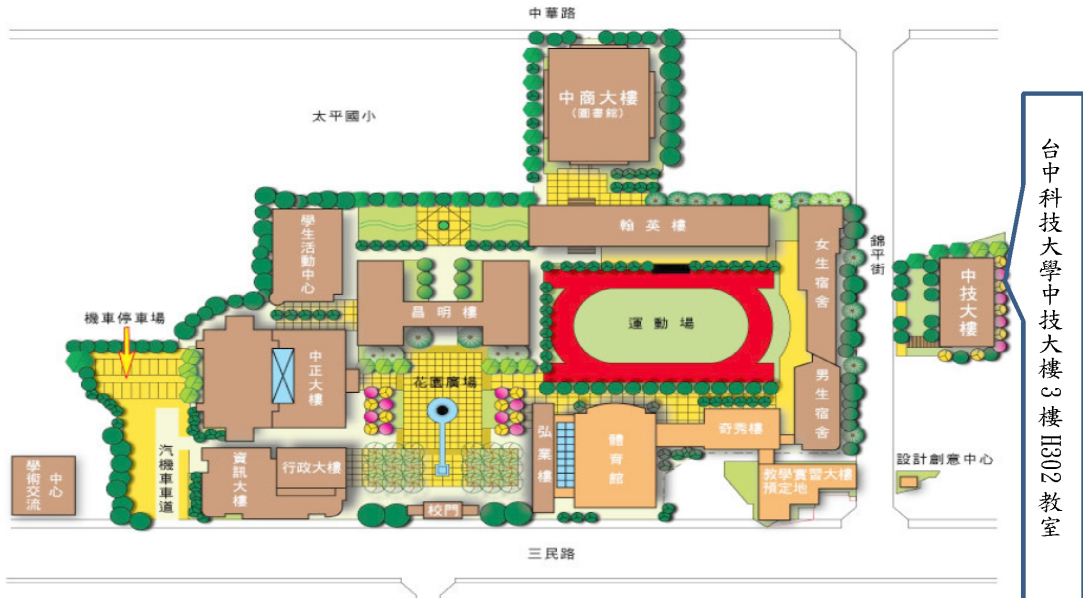 中華路
中商大樓
(圖書館)
太平國小
學生活動中心
翰英樓
女生宿舍
錦平街
中技大樓
昌明樓
運動場
機車停車場
中正大樓
花園廣場
男生宿舍
弘業樓
體育館
奇秀樓
汽機車車道
資訊大樓
行政大樓
學術交流
中心
教學實習大樓
預定地
設計創意中心
校門
三民路
台中科技大學中技大樓3樓H302教室